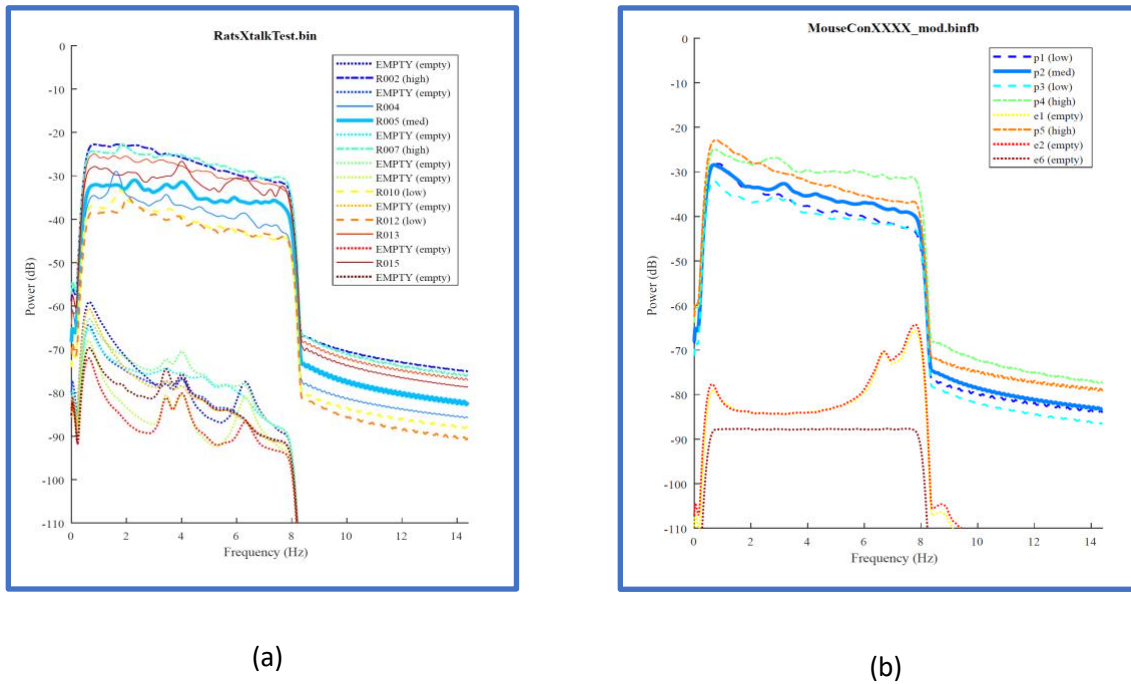 RatsXtalkTest.bin
0
-10
-20
-30
-40
-50
-60
-70
-80
-90
-100
-110
Power (dB)
0 2 4 6 8 10 12 14
Frequency (Hz)
EMPTY (empty)
R002 (high)
EMPTY (empty)
R004
R005 (med)
EMPTY (empty)
R007 (high)
EMPTY (empty)
EMPTY (empty)
R010 (low)
EMPTY (empty)
R012 (low)
R013
EMPTY (empty)
R015
EMPTY (empty)
(a)
MouseConXXXX_mod.binfb
0
-10
-20
-30
-40
-50
-60
-70
-80
-90
-100
-110
Power (dB)
0 2 4 6 8 10 12 14
Frequency (Hz)
p1 (low)
p2 (med)
p3 (low)
p4 (high)
e1 (empty)
p5 (high)
e2 (empty)
e6 (empty)
(b)